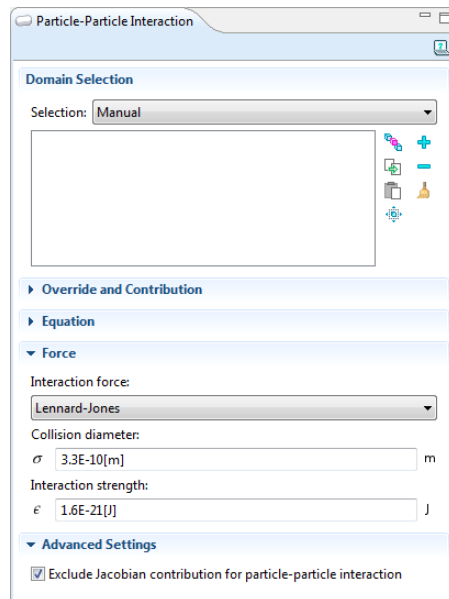 Particle-Particle Interaction
Domain Selection
Selection: Manual
Override and Contribution
Equation
Force
Interaction force:
Lennard-Jones
Collision diameter:
σ 3.3E-10[m] m
Interaction strength:
ϵ 1.6E-21[J] J
Advanced Settings
Exclude Jacobian contribution for particle-particle interaction